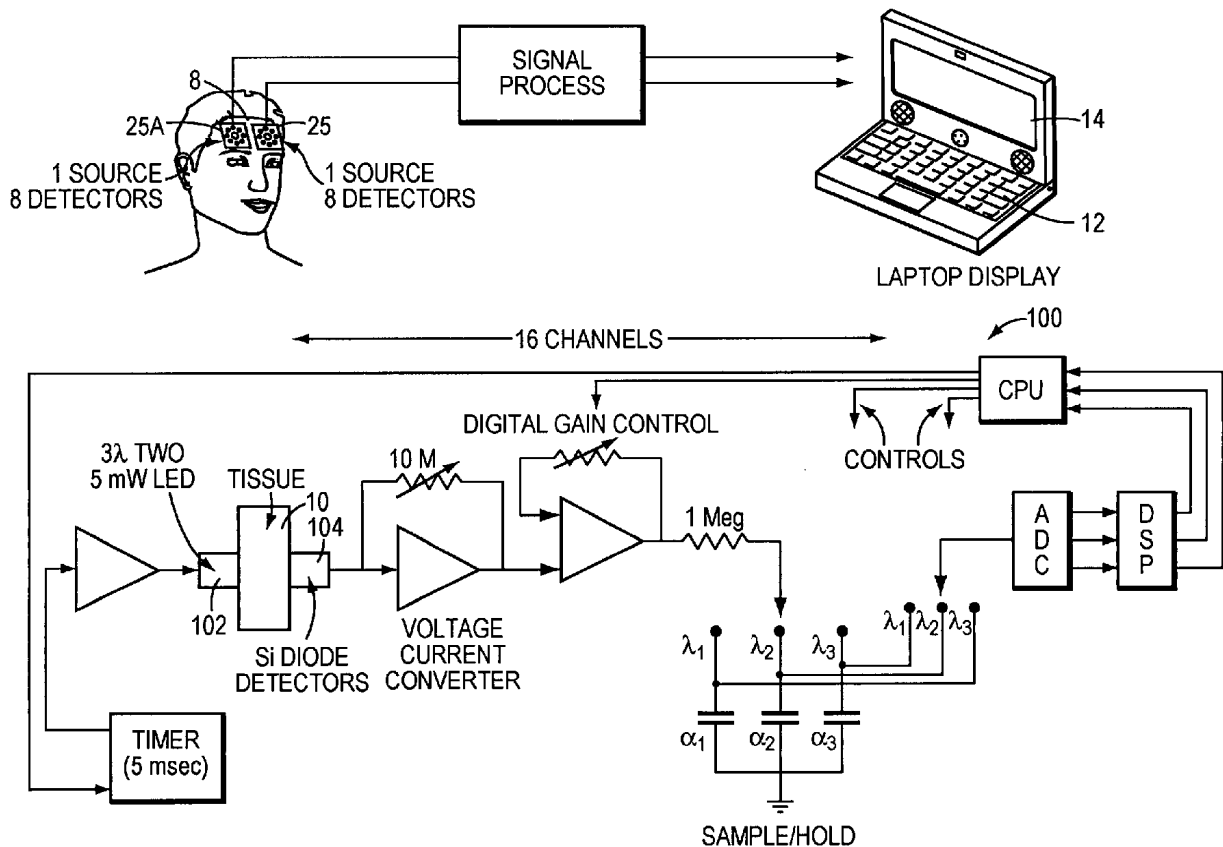 SIGNAL
PROCESS
8
25A
25
1 SOURCE
8 DETECTORS
1 SOURCE
8 DETECTORS
14
12
LAPTOP DISPLAY
16 CHANNELS
100
CPU
DIGITAL GAIN CONTROL
CONTROLS
3λ TWO
5 mW LED
TISSUE
10
104
10 M
1 Meg
A
D
C
D
S
P
102
Si DIODE
DETECTORS
VOLTAGE
CURRENT
CONVERTER
λ1
λ2
λ3
λ1
λ2
λ3
α1
α2
α3
TIMER
(5 msec)
SAMPLE/HOLD